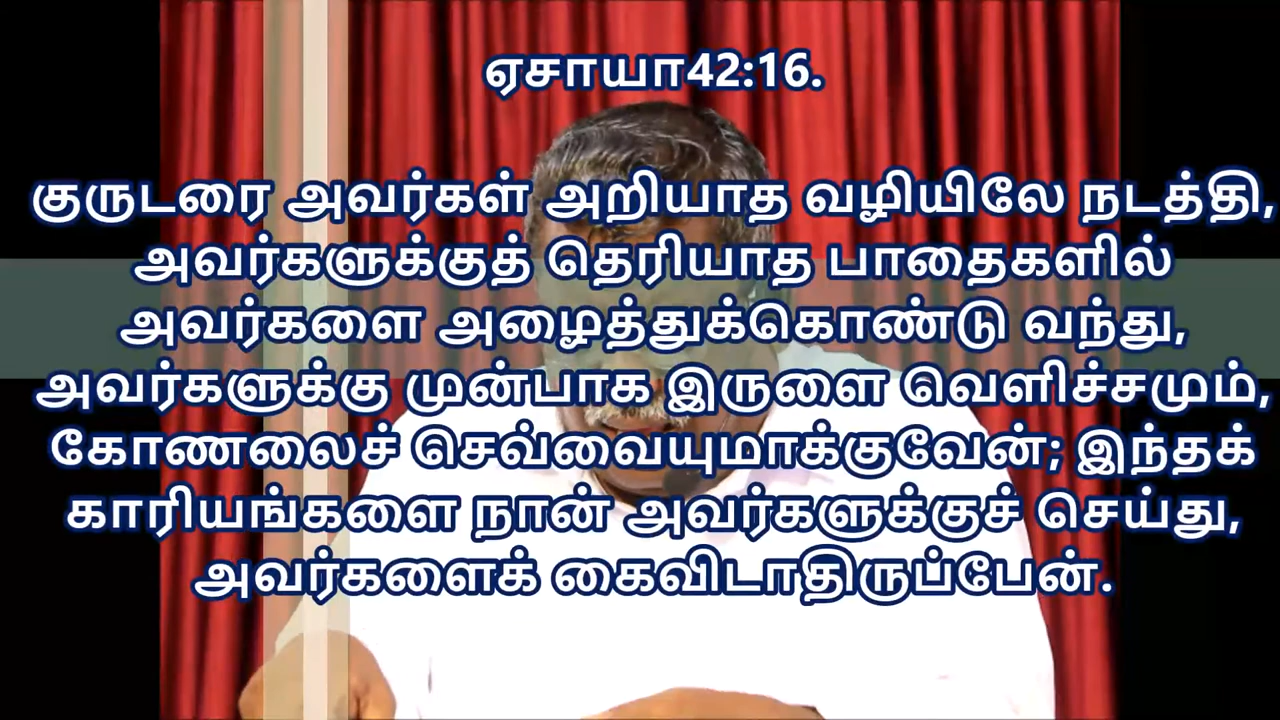 ஏசாயா42:16.
குருடரை அவர்கள் அறியாத வழியிலே நடத்தி,
அவர்களுக்குத் தெரியாத பாதைகளில்
அவர்களை அழைத்துக்கொண்டு வந்து,
அவர்களுக்கு முன்பாக இருளை வெளிச்சமும்,
கோணலைச் செவ்வையுமாக்குவேன்; இந்தக்
காரியங்களை நான் அவர்களுக்குச் செய்து,
அவர்களைக் கைவிடாதிருப்பேன்.